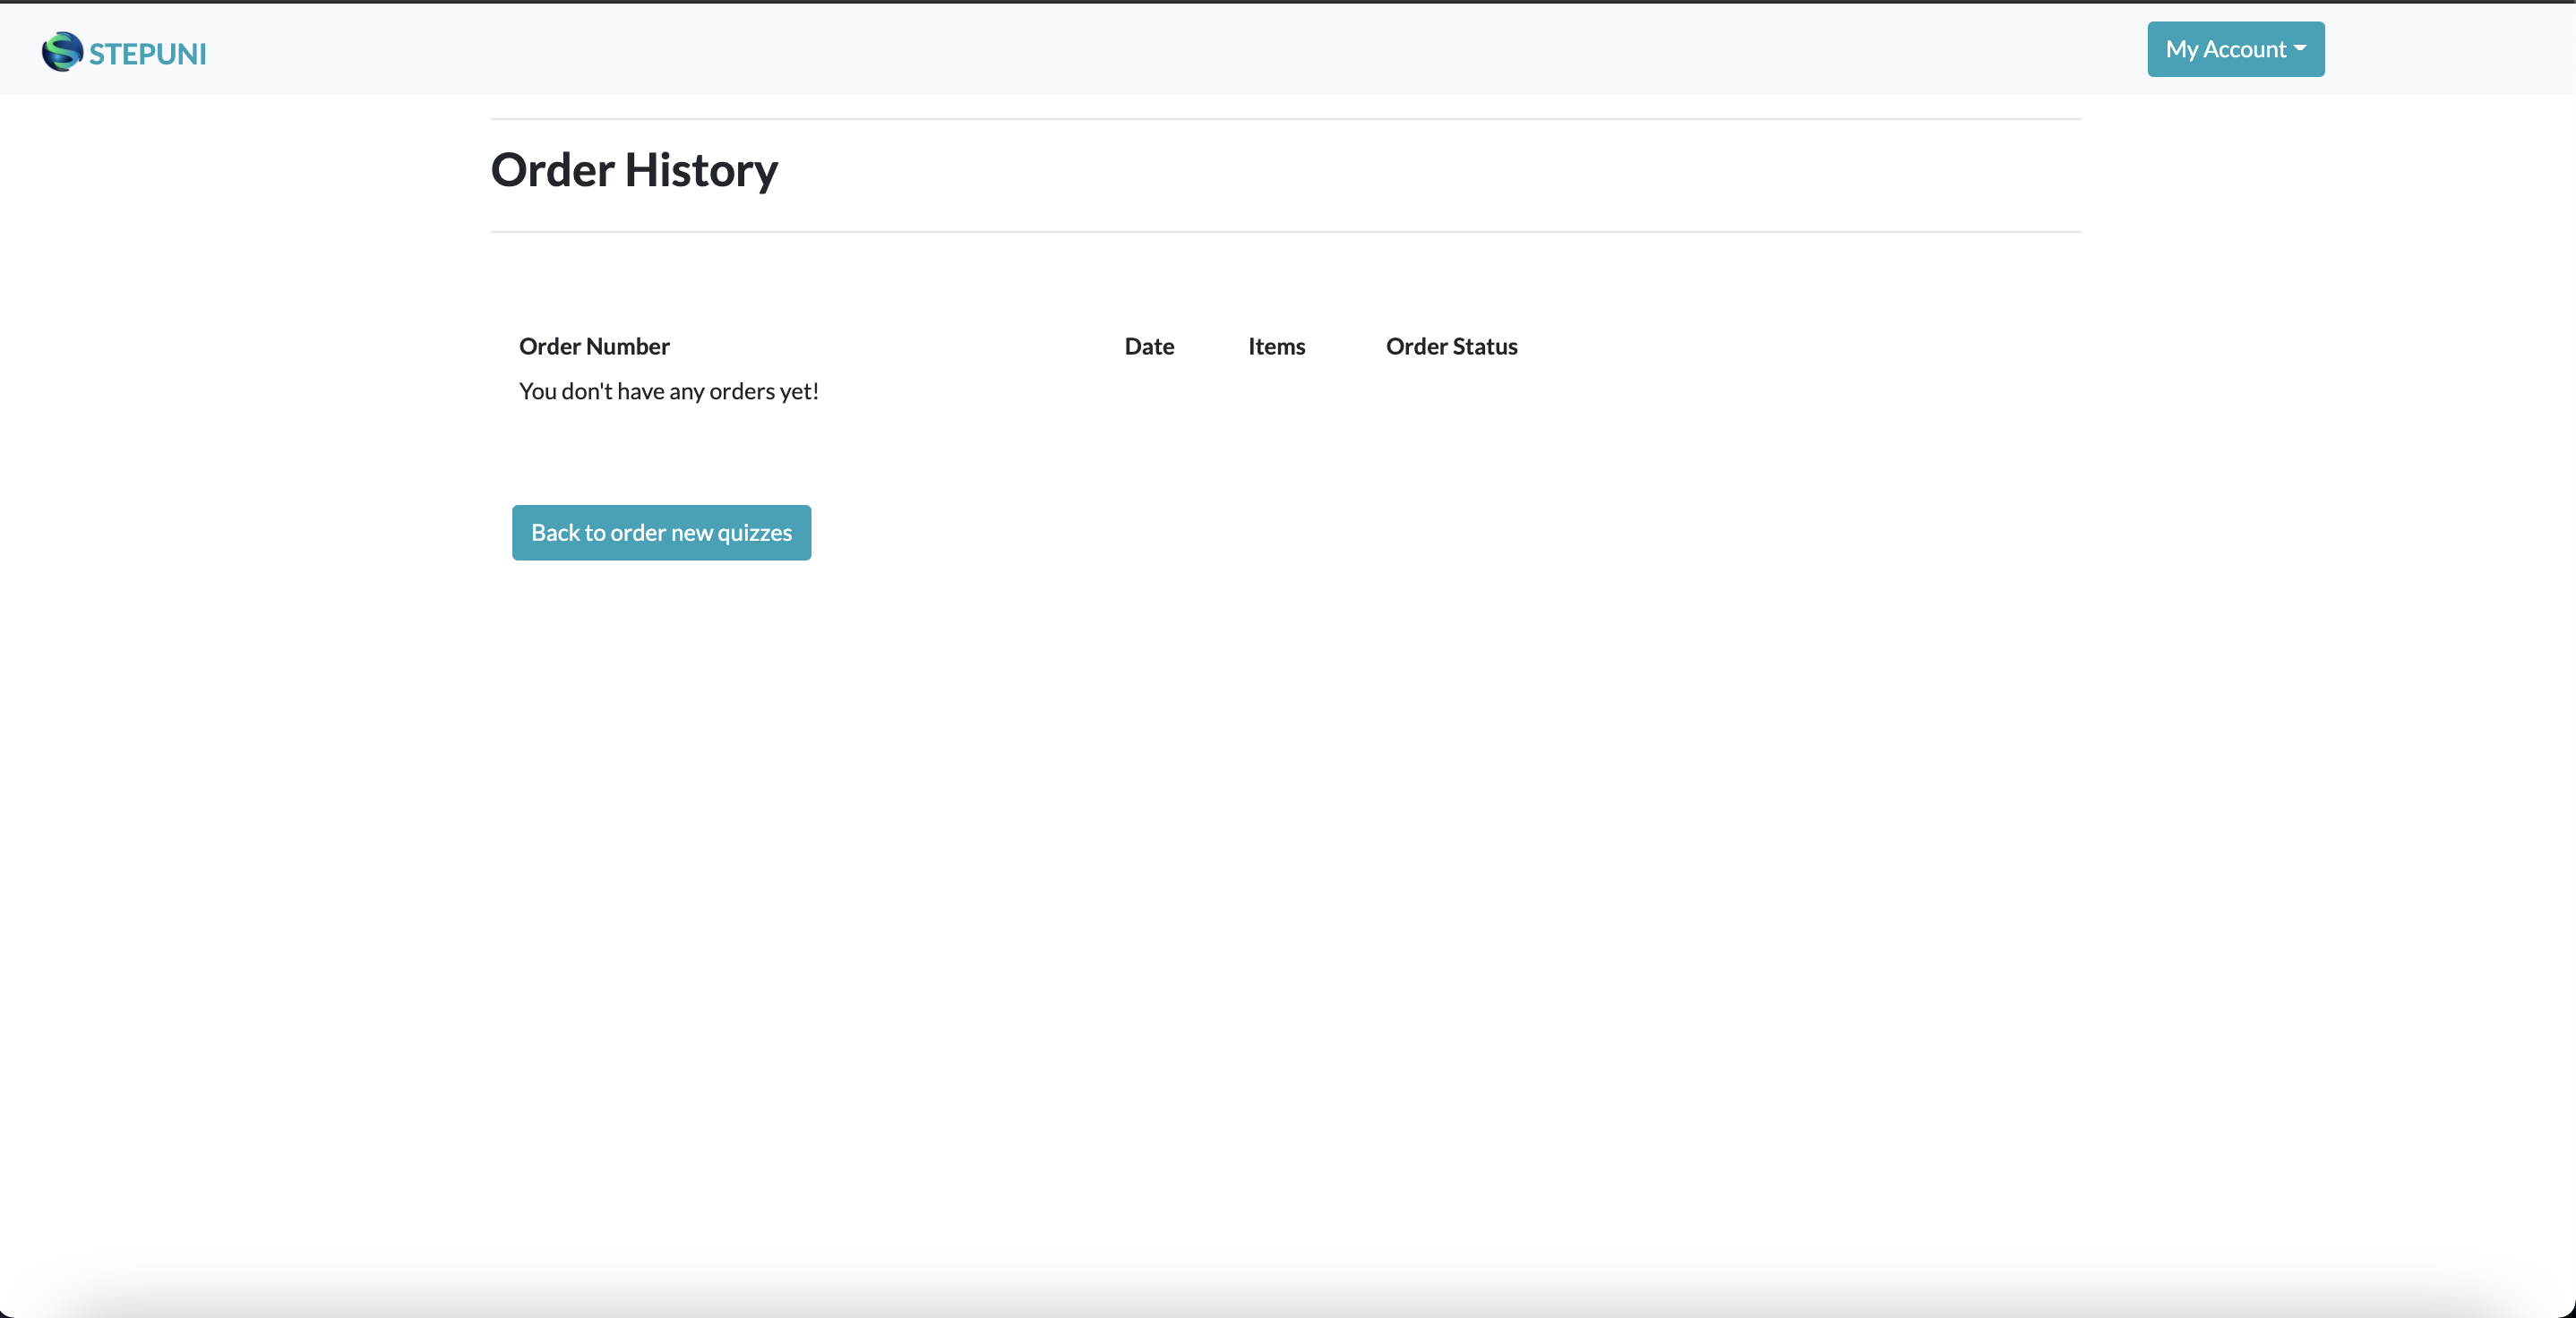 STEPUNI
My Account
Order History
Order Number Date Items Order Status
You don't have any orders yet!
Back to order new quizzes